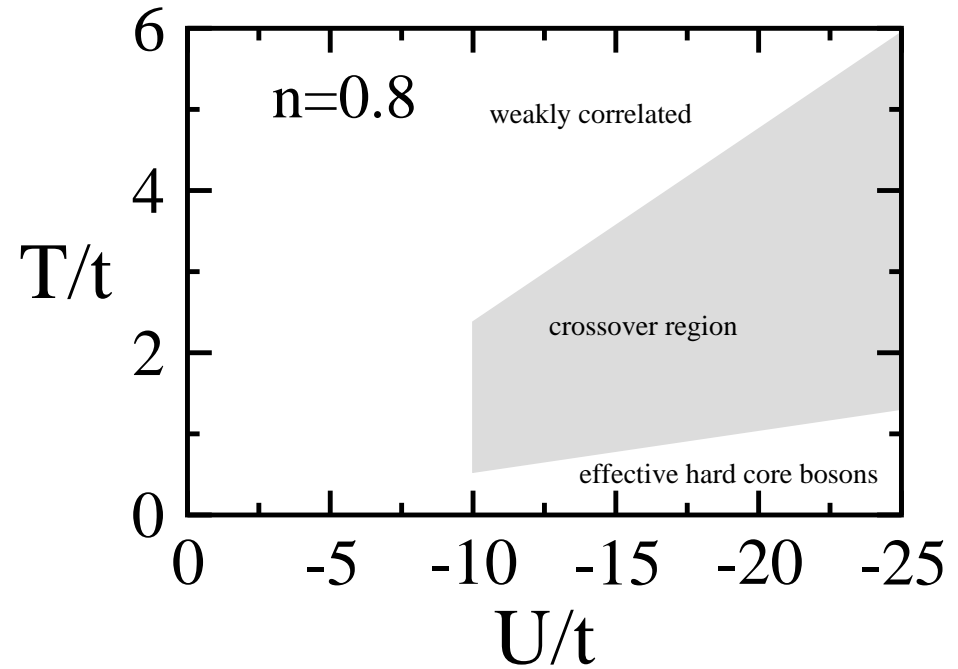 6
n=0.8
weakly correlated
4
T/t
crossover region
2
effective hard core bosons
0
0 -5 -10 -15 -20 -25
U/t